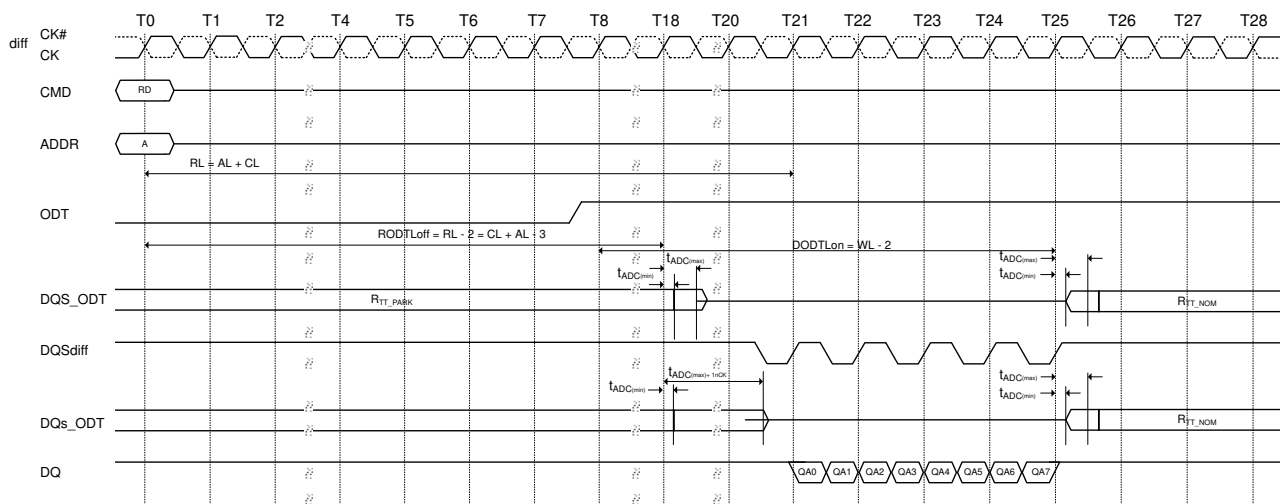 T0 T1 T2 T4 T5 T6 T7 T8 T18 T20 T21 T22 T23 T24 T25 T26 T27 T28
diff CK#
CK
CMD RD
ADDR A
RL = AL + CL
ODT
RODTLoff = RL - 2 = CL + AL - 3
DODTLon = WL - 2
tADC(max) tADC(max)
tADC(min) tADC(min)
DQS_ODT RTT_PARK RTT_NOM
DQSdiff
tADC(max)+ 1nCK tADC(max)
tADC(min) tADC(min)
DQs_ODT RTT_NOM
DQ QA0 QA1 QA2 QA3 QA4 QA5 QA6 QA7